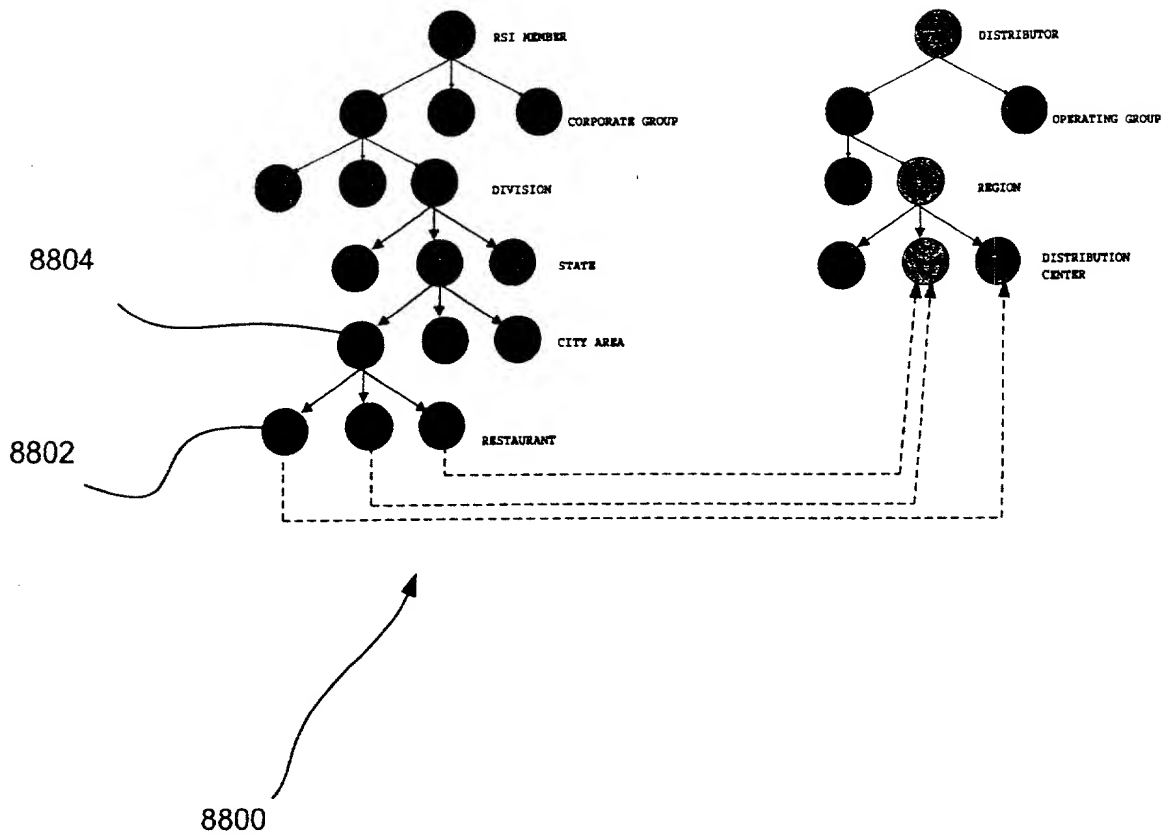 RSI MEMBER
DISTRIBUTOR
CORPORATE GROUP
OPERATING GROUP
DIVISION
REGION
8804
STATE
DISTRIBUTION
CENTER
CITY AREA
8802
RESTAURANT
8800